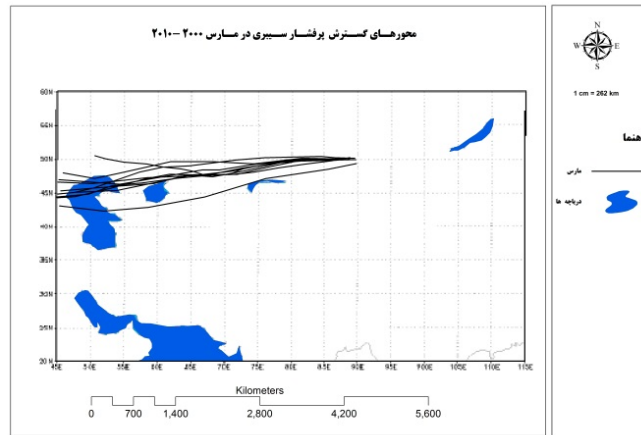 محورهای گسترش پرفشار سیبری در مارس ۲۰۰۰ -۲۰۱۰
N
W E
S
1 cm = 262 km
هنما
مارس
دریاچه ها
60N
55N
50N
45N
40N
35N
30N
25N
20N
45E 50E 55E 60E 65E 70E 75E 80E 85E 90E 95E 100E 105E 110E 115E
Kilometers
0 700 1,400 2,800 4,200 5,600